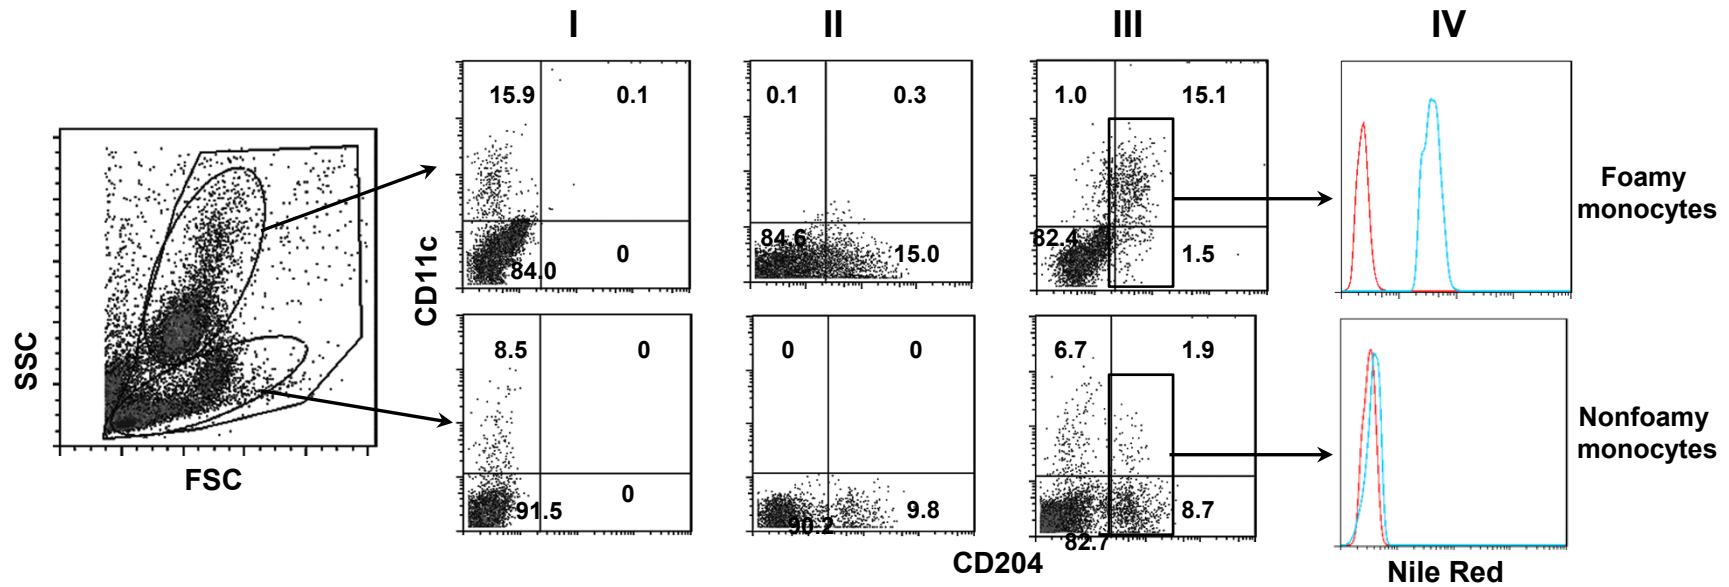 I II III IV
15.9 0.1 0.1 0.3 1.0 15.1
84.0 0 84.6 15.0 82.4 1.5
Foamy
monocytes
8.5 0 0 0 6.7 1.9
91.5 0 90.2 9.8 82.7 8.7
Nonfoamy
monocytes
SSC
FSC
CD11c
CD204
Nile Red